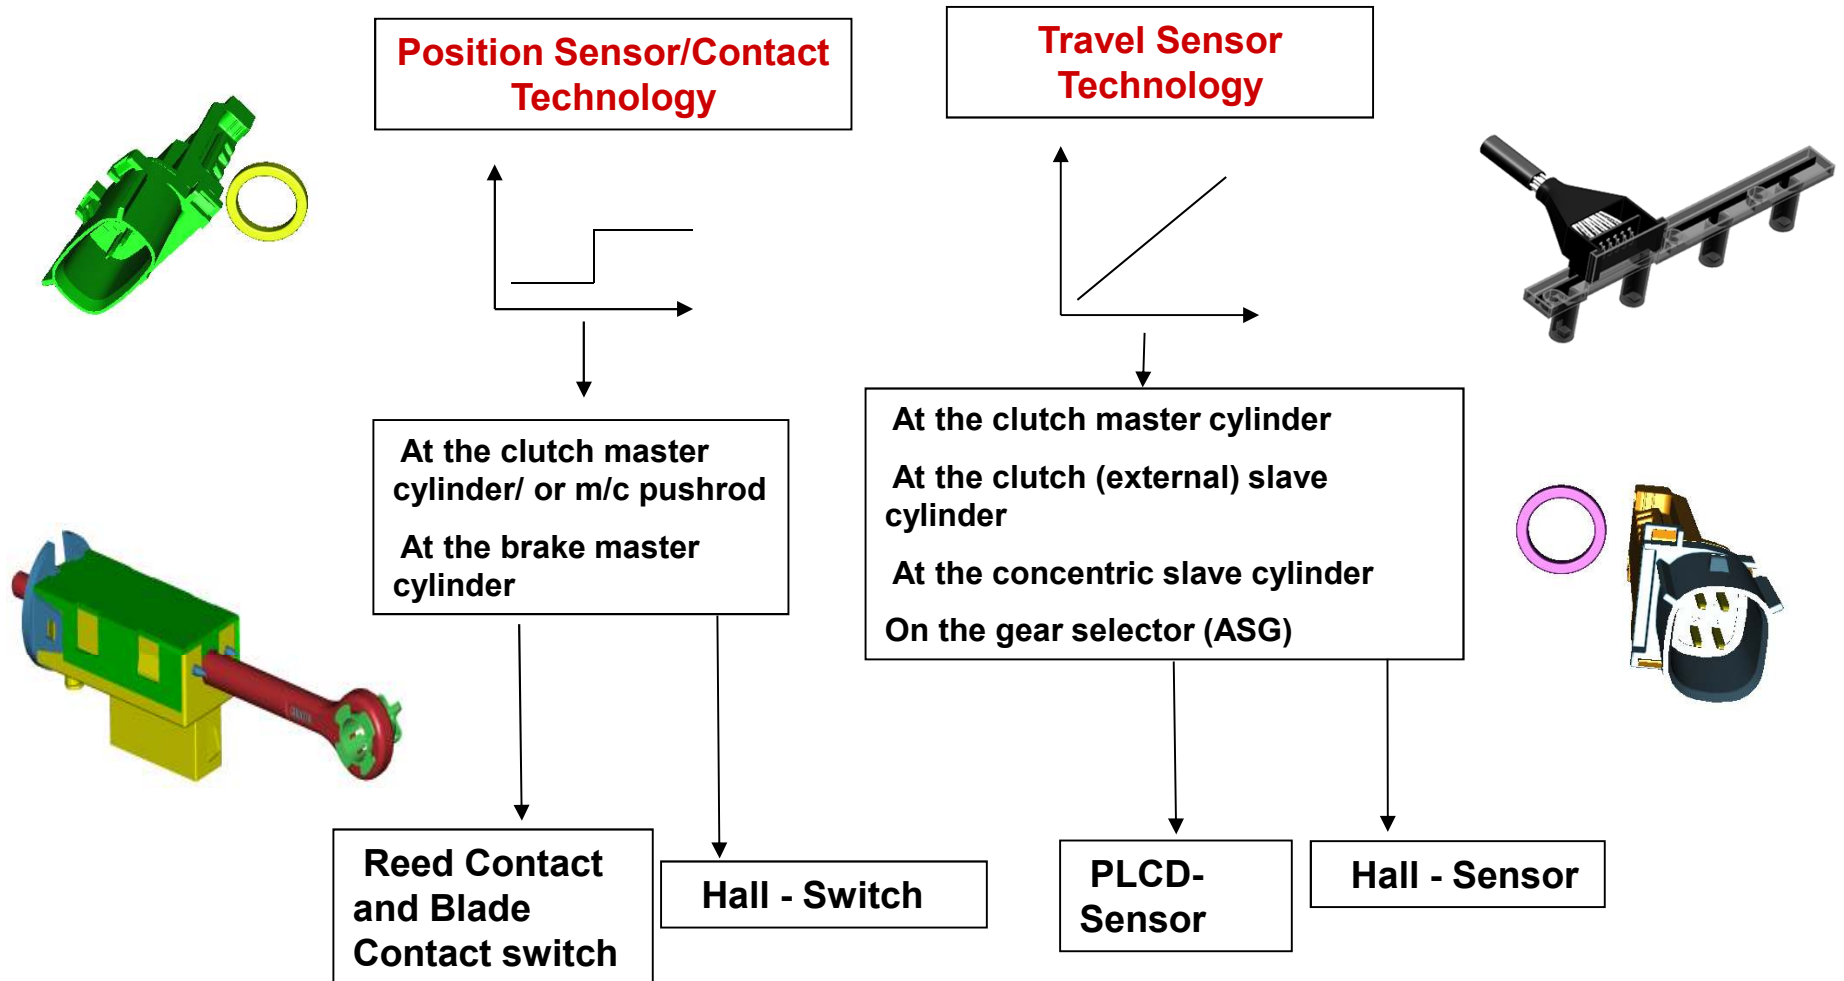 Position Sensor/Contact
Technology
Travel Sensor
Technology
At the clutch master
cylinder/ or m/c pushrod
At the brake master
cylinder
At the clutch master cylinder
At the clutch (external) slave
cylinder
At the concentric slave cylinder
On the gear selector (ASG)
Reed Contact
and Blade
Contact switch
Hall - Switch
PLCD-
Sensor
Hall - Sensor